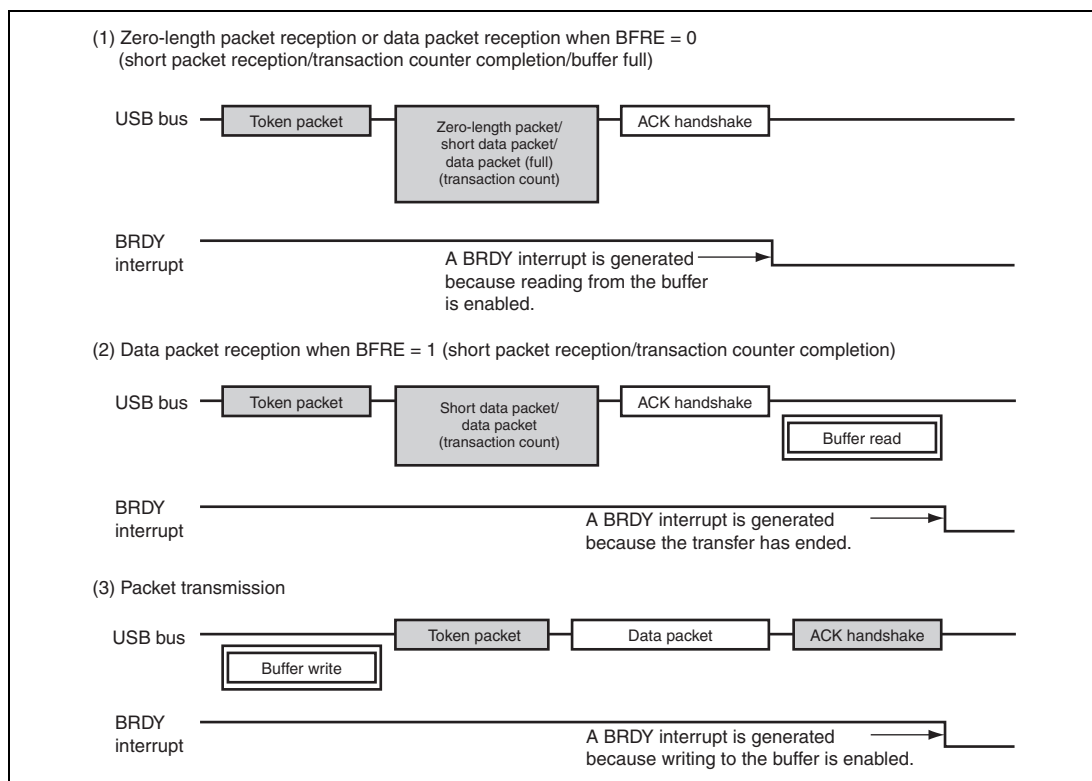 (1) Zero-length packet reception or data packet reception when BFRE = 0
(short packet reception/transaction counter completion/buffer full)
USB bus
Token packet
Zero-length packet/
short data packet/
data packet (full)
(transaction count)
ACK handshake
BRDY
interrupt
A BRDY interrupt is generated
because reading from the buffer
is enabled.
(2) Data packet reception when BFRE = 1 (short packet reception/transaction counter completion)
USB bus
Token packet
Short data packet/
data packet
(transaction count)
ACK handshake
Buffer read
BRDY
interrupt
A BRDY interrupt is generated
because the transfer has ended.
(3) Packet transmission
USB bus
Token packet
Data packet
ACK handshake
Buffer write
BRDY
interrupt
A BRDY interrupt is generated
because writing to the buffer is enabled.